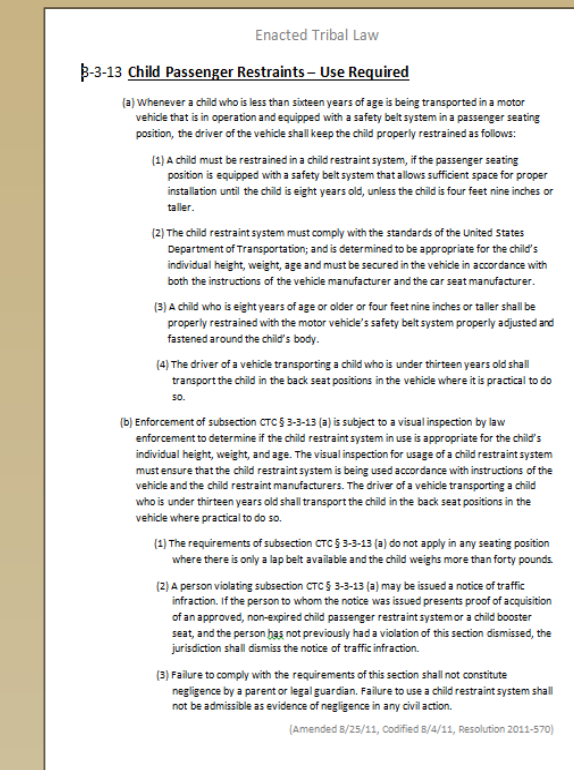 Enacted Tribal Law
3-3-13 Child Passenger Restraints – Use Required
(a) Whenever a child who is less than sixteen years of age is being transported in a motor
vehicle that is in operation and equipped with a safety belt system in a passenger seating
position, the driver of the vehicle shall keep the child properly restrained as follows:
(1) A child must be restrained in a child restraint system, if the passenger seating
position is equipped with a safety belt system that allows sufficient space for proper
installation until the child is eight years old, unless the child is four feet nine inches or
taller.
(2) The child restraint system must comply with the standards of the United States
Department of Transportation; and is determined to be appropriate for the child's
individual height, weight, age and must be secured in the vehicle in accordance with
both the instructions of the vehicle manufacturer and the car seat manufacturer.
(3) A child who is eight years of age or older or four feet nine inches or taller shall be
properly restrained with the motor vehicle's safety belt system properly adjusted and
fastened around the child's body.
(4) The driver of a vehicle transporting a child who is under thirteen years old shall
transport the child in the back seat positions in the vehicle where it is practical to do
so.
(b) Enforcement of subsection CTC § 3-3-13 (a) is subject to a visual inspection by law
enforcement to determine if the child restraint system in use is appropriate for the child's
individual height, weight, and age. The visual inspection for usage of a child restraint system
must ensure that the child restraint system is being used accordance with instructions of the
vehicle and the child restraint manufacturers. The driver of a vehicle transporting a child
who is under thirteen years old shall transport the child in the back seat positions in the
vehicle where practical to do so.
(1) The requirements of subsection CTC § 3-3-13 (a) do not apply in any seating position
where there is only a lap belt available and the child weighs more than forty pounds.
(2) A person violating subsection CTC § 3-3-13 (a) may be issued a notice of traffic
infraction. If the person to whom the notice was issued presents proof of acquisition
of an approved, non-expired child passenger restraint system or a child booster
seat, and the person has not previously had a violation of this section dismissed, the
jurisdiction shall dismiss the notice of traffic infraction.
(3) Failure to comply with the requirements of this section shall not constitute
negligence by a parent or legal guardian. Failure to use a child restraint system shall
not be admissible as evidence of negligence in any civil action.
(Amended 8/25/11, Codified 8/4/11, Resolution 2011-570)